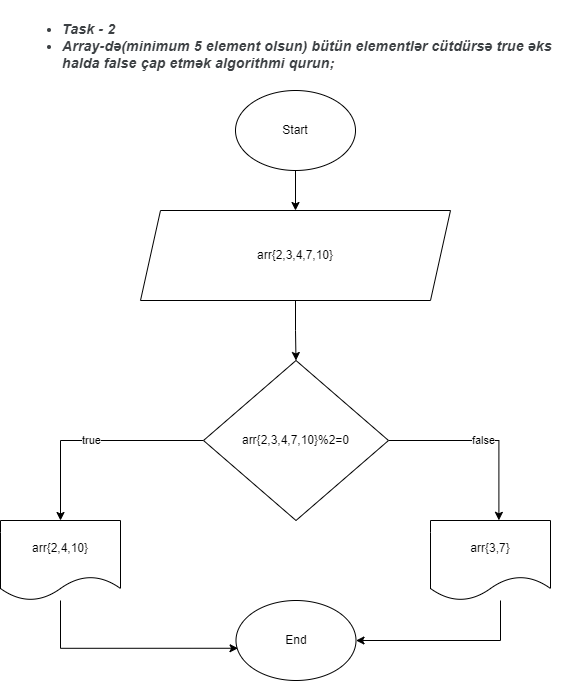 Task - 2
Array-də(minimum 5 element olsun) bütün elementlər cütdürsə true əks
halda false çap etmək algorithmi qurun;
Start
arr{2,3,4,7,10}
arr{2,3,4,7,10}%2=0
true
false
arr{2,4,10}
arr{3,7}
End